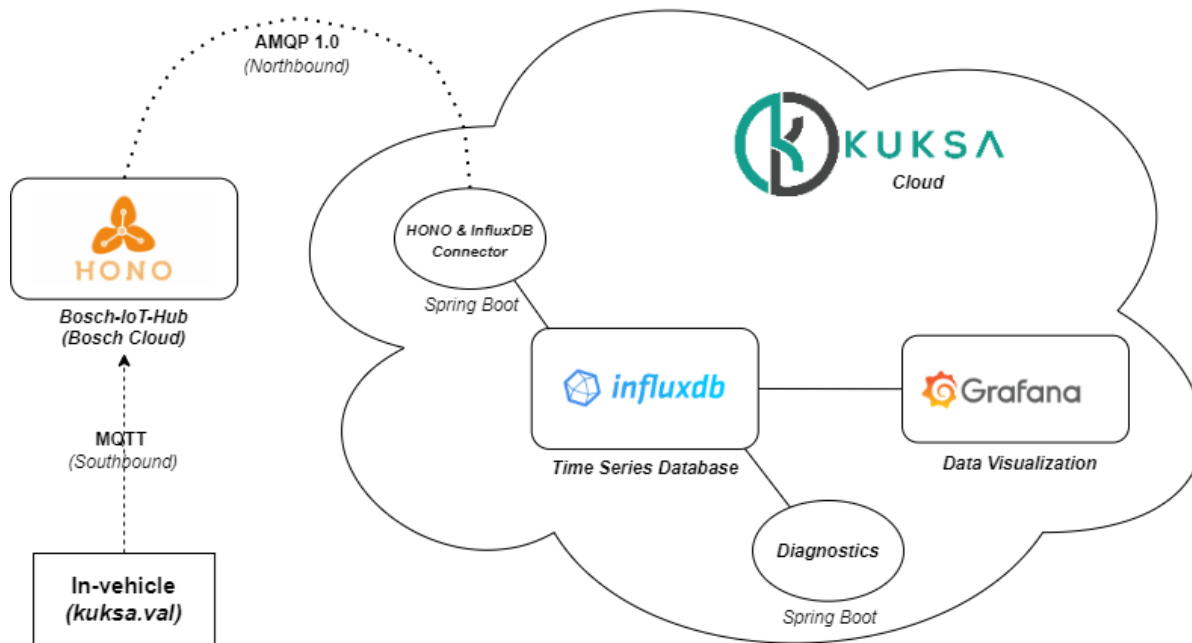 AMQP 1.0
(Northbound)
KUKSA
Cloud
HONO
HONO & InfluxDB
Connector
Spring Boot
Bosch-IoT-Hub
(Bosch Cloud)
influxdb
Grafana
MQTT
(Southbound)
Time Series Database
Data Visualization
In-vehicle
(kuksa.val)
Diagnostics
Spring Boot